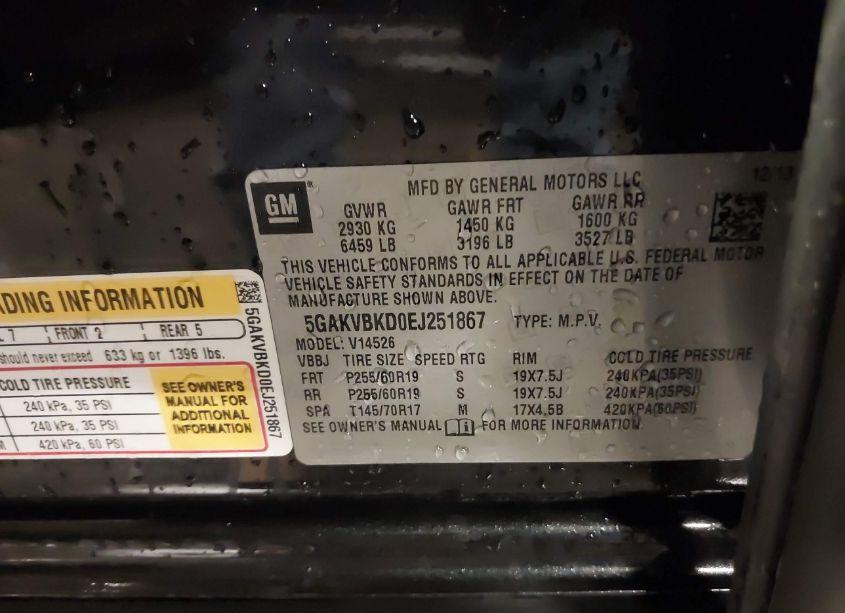 GM
MFD BY GENERAL MOTORS LLC
12/13
GVWR GAWR FRT GAWR RR
2930 KG 1450 KG 1600 KG
6459 LB 3196 LB 3527 LB
THIS VEHICLE CONFORMS TO ALL APPLICABLE U.S. FEDERAL MOTOR
VEHICLE SAFETY STANDARDS IN EFFECT ON THE DATE OF
MANUFACTURE SHOWN ABOVE.
5GAKVBKD0EJ251867 TYPE: M.P.V.
MODEL: V14526
VBBJ TIRE SIZE SPEED RTG RIM COLD TIRE PRESSURE
FRT P255/60R19 S 19X7.5J 240KPA(35PSI)
RR P255/60R19 S 19X7.5J 240KPA(35PSI)
SPA T145/70R17 M 17X4.5B 420KPA(60PSI)
SEE OWNER'S MANUAL FOR MORE INFORMATION.
ADING INFORMATION
L 7 FRONT 2 REAR 5
should never exceed 633 kg or 1396 lbs.
COLD TIRE PRESSURE
240 kPa, 35 PSI
240 kPa, 35 PSI
M 420 kPa, 60 PSI
SEE OWNER'S
MANUAL FOR
ADDITIONAL
INFORMATION
5GAKVBKD0EJ251867